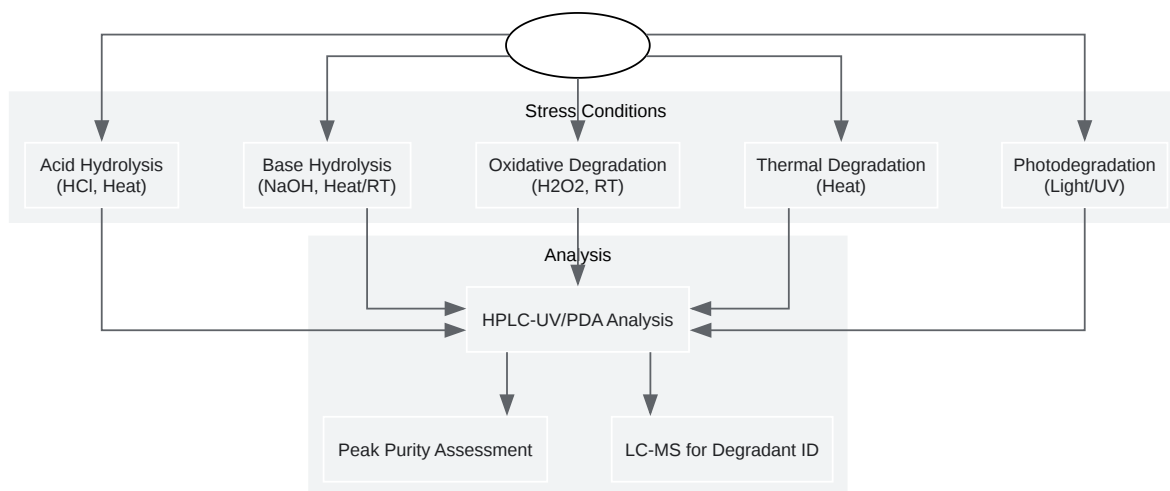 Stress Conditions
Acid Hydrolysis
(HCl, Heat)
Base Hydrolysis
(NaOH, Heat/RT)
Oxidative Degradation
(H2O2, RT)
Thermal Degradation
(Heat)
Photodegradation
(Light/UV)
Analysis
HPLC-UV/PDA Analysis
Peak Purity Assessment
LC-MS for Degradant ID